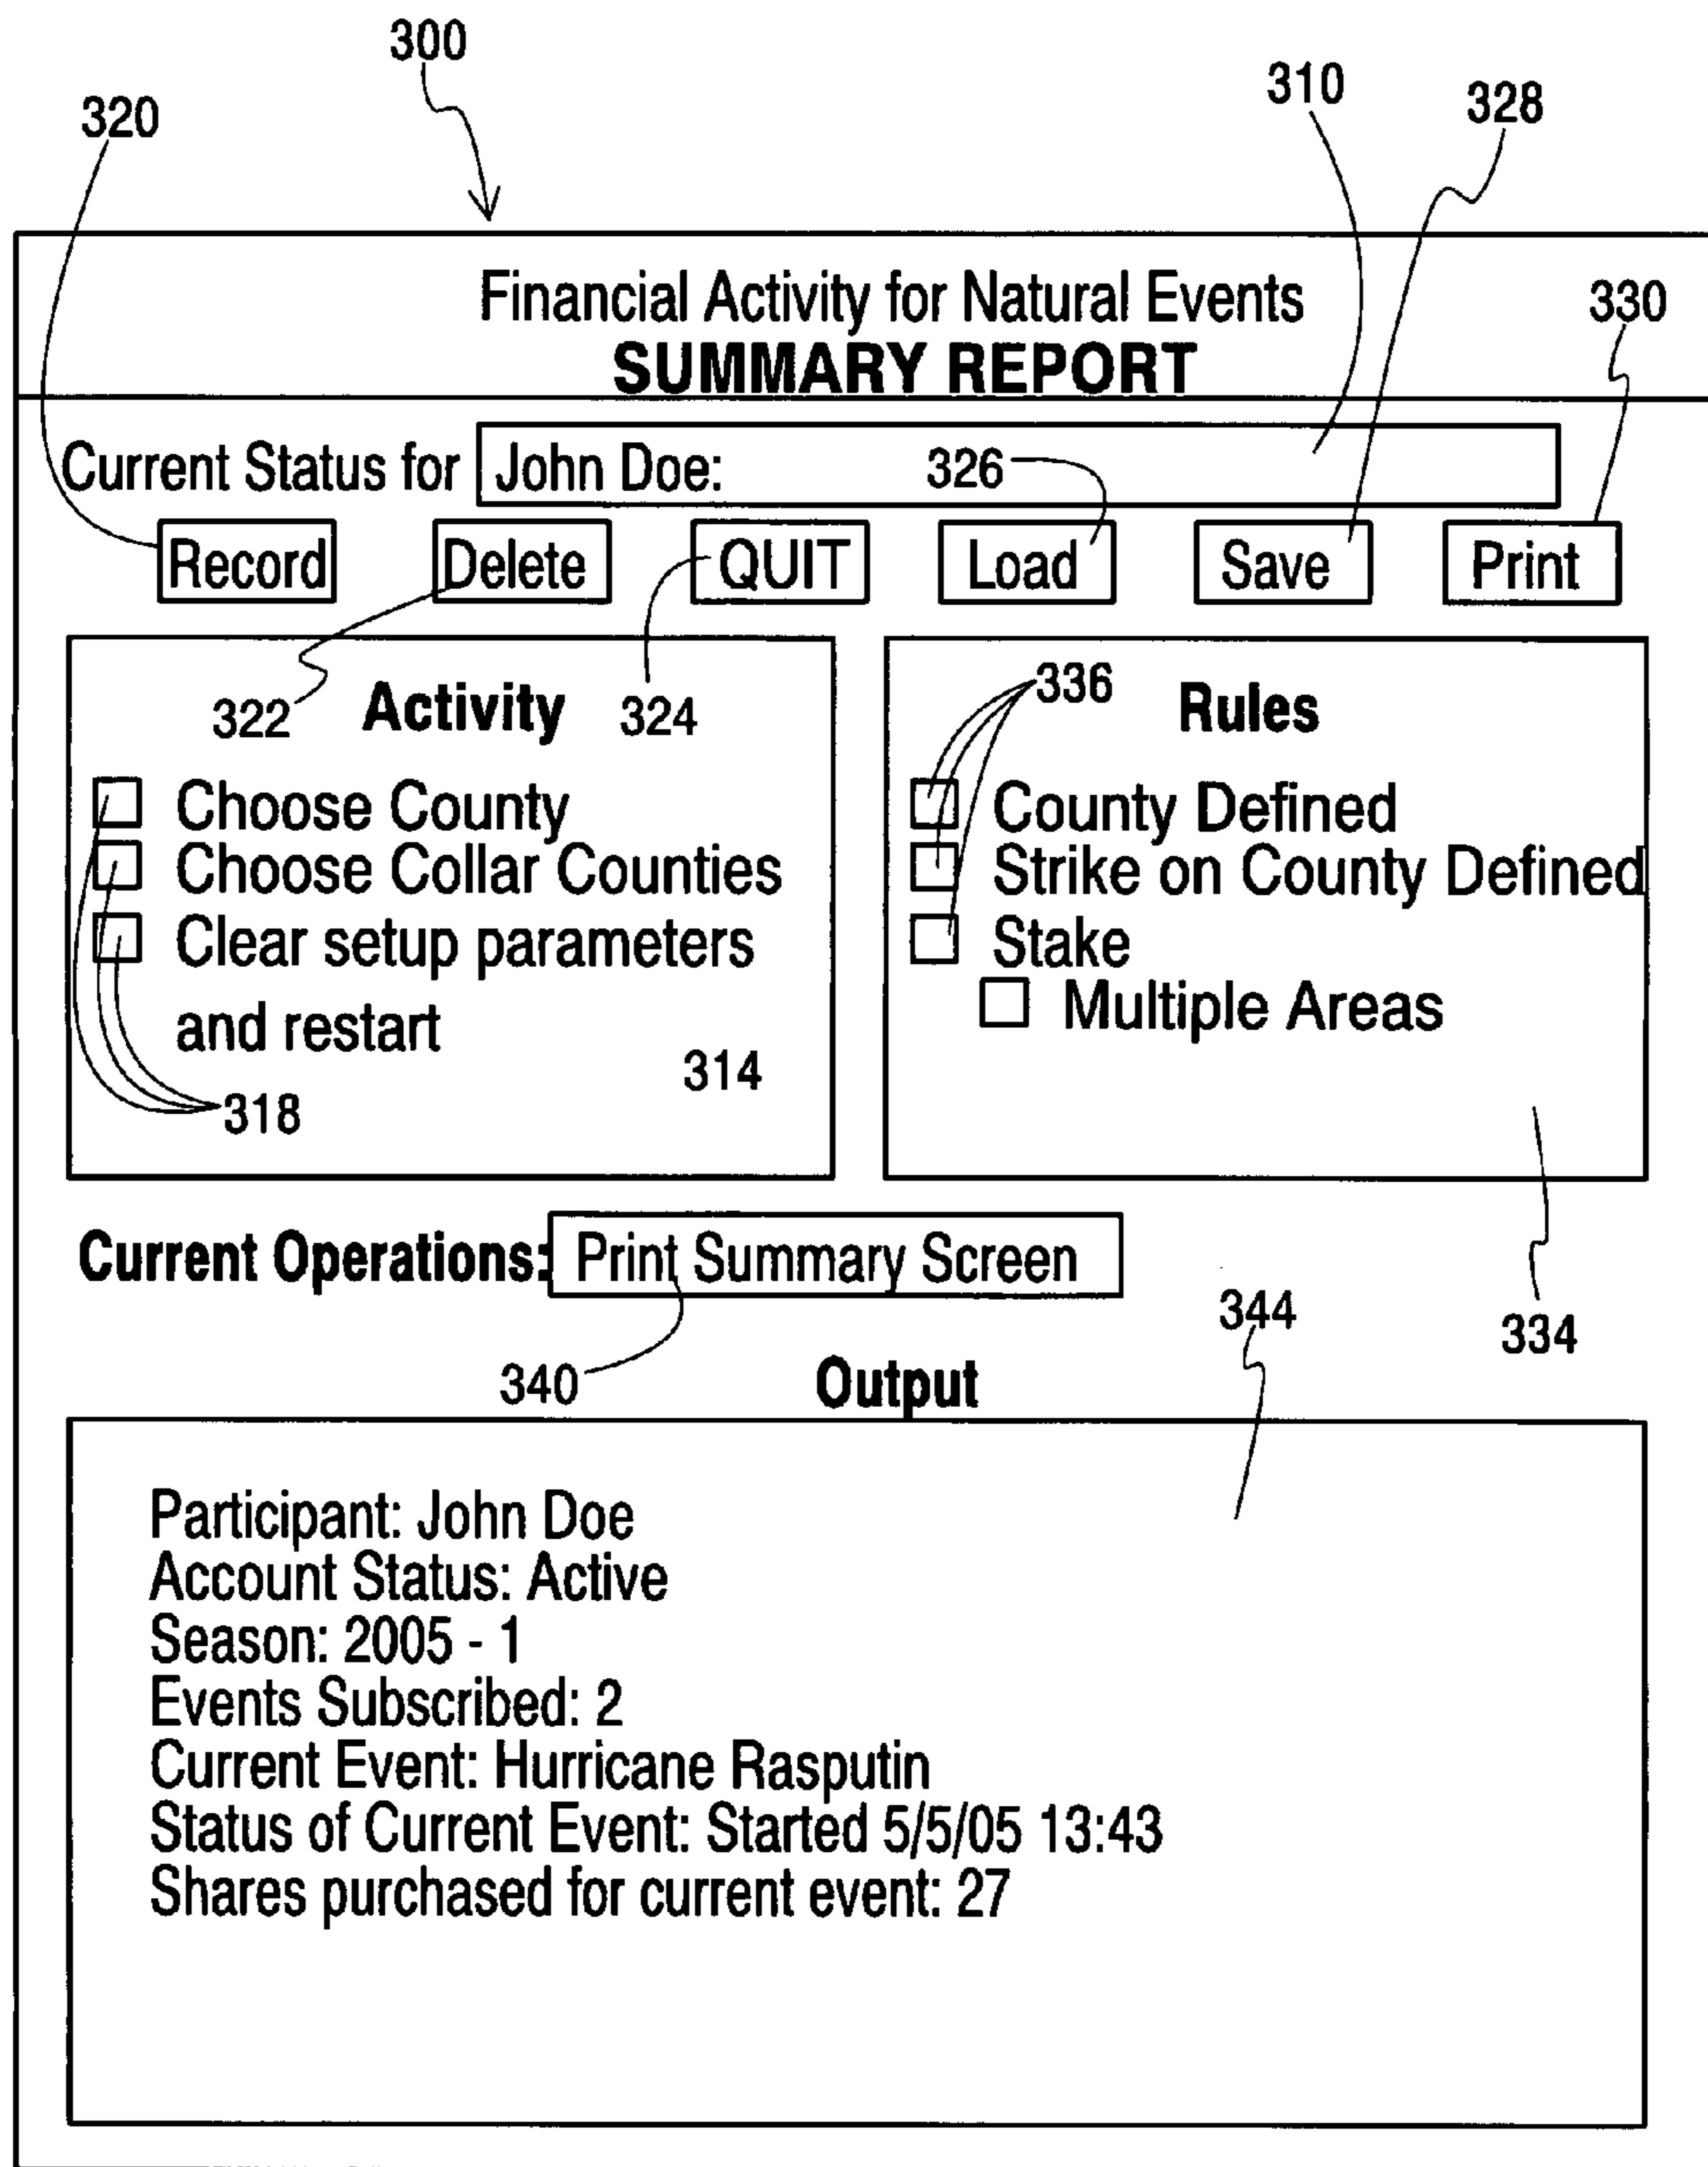 300
310
320
328
Financial Activity for Natural Events
330
SUMMARY REPORT
Current Status for John Doe: 326
Record Delete QUIT Load Save Print
336
322 Activity 324 Rules
Choose County
Choose Collar Counties
Clear setup parameters
and restart
314
318
County Defined
Strike on County Defined
Stake
Multiple Areas
Current Operations: Print Summary Screen
344
334
340
Output
Participant: John Doe
Account Status: Active
Season: 2005 - 1
Events Subscribed: 2
Current Event: Hurricane Rasputin
Status of Current Event: Started 5/5/05 13:43
Shares purchased for current event: 27